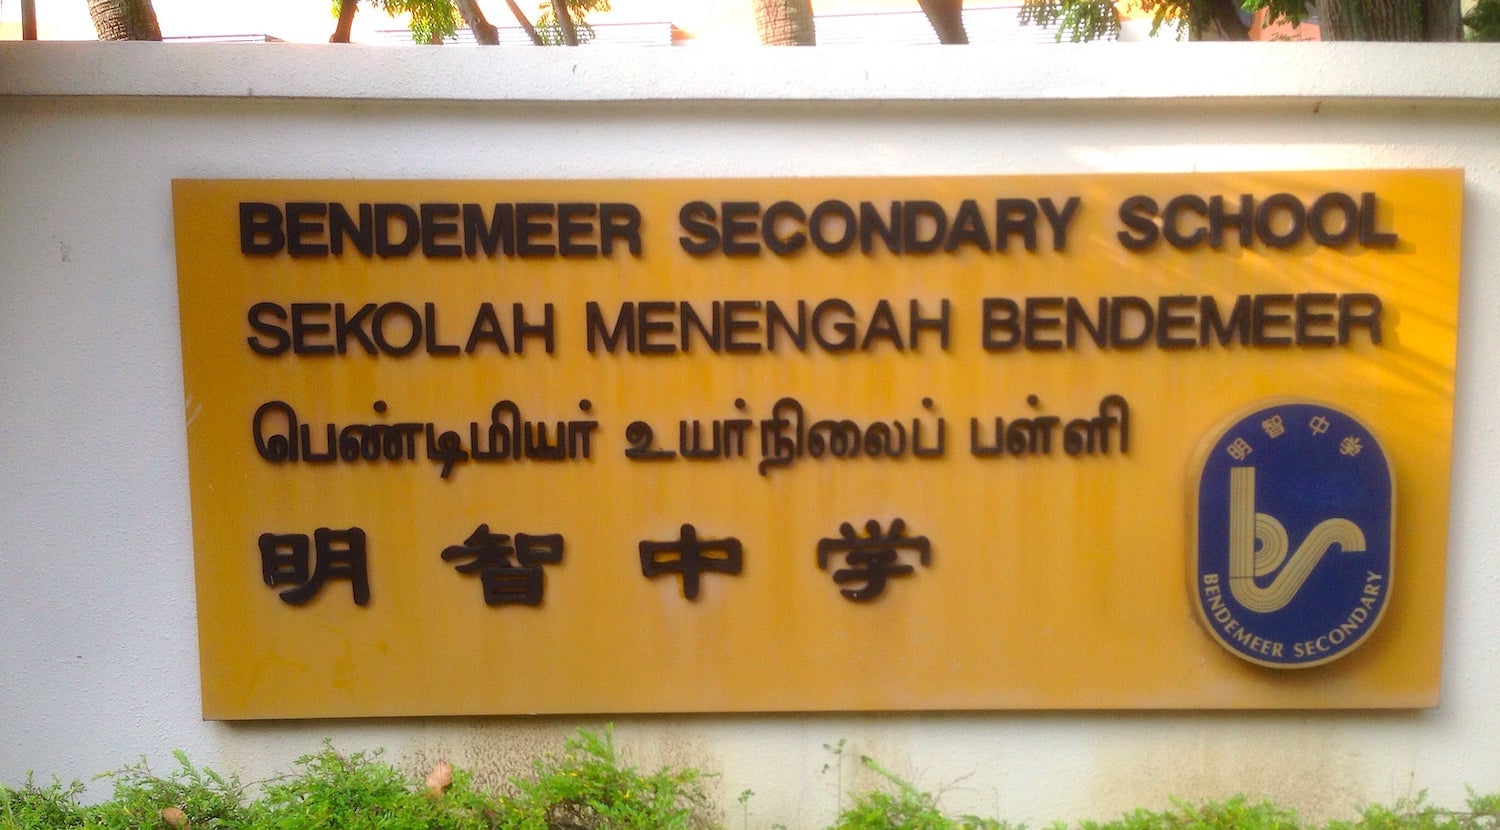 BENDEMEER SECONDARY SCHOOL
SEKOLAH MENENGAH BENDEMEER
பெண்டிமியர் உயர்நிலைப் பள்ளி
明智中学
明智中学
bs
BENDEMEER SECONDARY